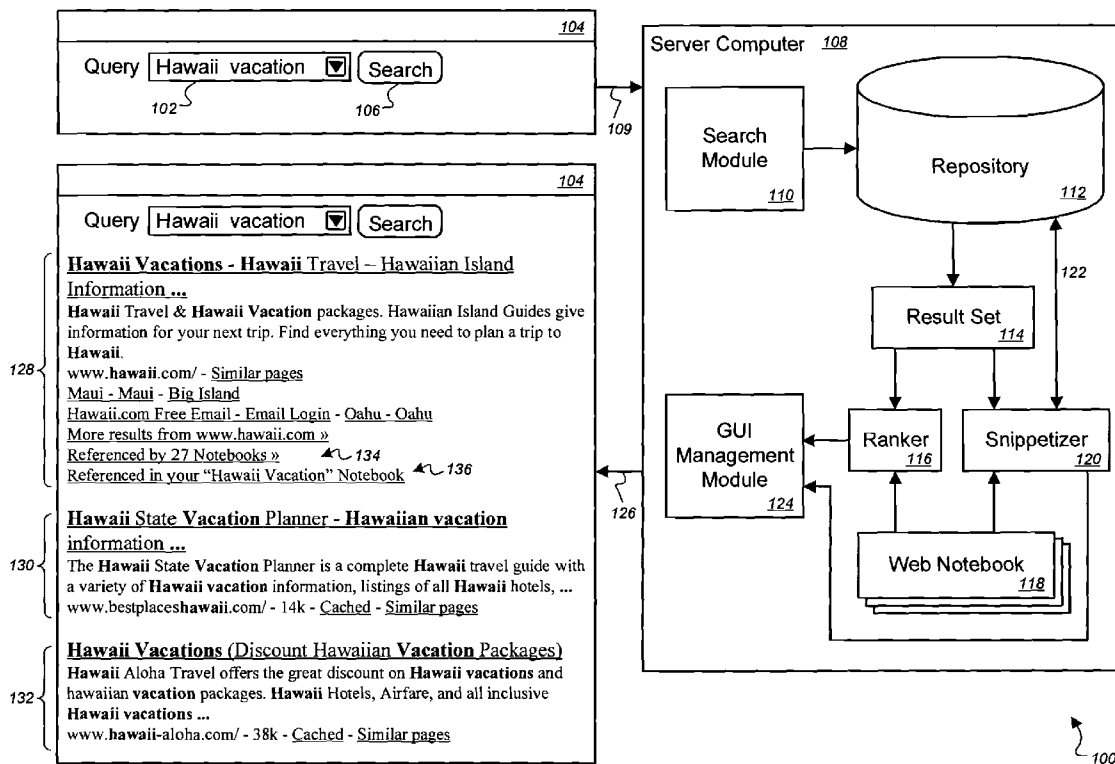 104
Query Hawaii vacation Search
102
106
109
104
Query Hawaii vacation Search
Hawaii Vacations - Hawaii Travel – Hawaiian Island
Information ...
Hawaii Travel & Hawaii Vacation packages. Hawaiian Island Guides give
information for your next trip. Find everything you need to plan a trip to
Hawaii.
www.hawaii.com/ - Similar pages
Maui - Maui - Big Island
Hawaii.com Free Email - Email Login - Oahu - Oahu
More results from www.hawaii.com »
Referenced by 27 Notebooks » 134
Referenced in your “Hawaii Vacation” Notebook 136
128
Hawaii State Vacation Planner - Hawaiian vacation
information ...
The Hawaii State Vacation Planner is a complete Hawaii travel guide with
a variety of Hawaii vacation information, listings of all Hawaii hotels, ...
www.bestplaceshawaii.com/ - 14k - Cached - Similar pages
130
Hawaii Vacations (Discount Hawaiian Vacation Packages)
Hawaii Aloha Travel offers the great discount on Hawaii vacations and
hawaiian vacation packages. Hawaii Hotels, Airfare, and all inclusive
Hawaii vacations ...
www.hawaii-aloha.com/ - 38k - Cached - Similar pages
132
126
Server Computer 108
Search
Module
110
Repository
112
122
Result Set
114
GUI
Management
Module
124
Ranker
116
Snippetizer
120
Web Notebook
118
100